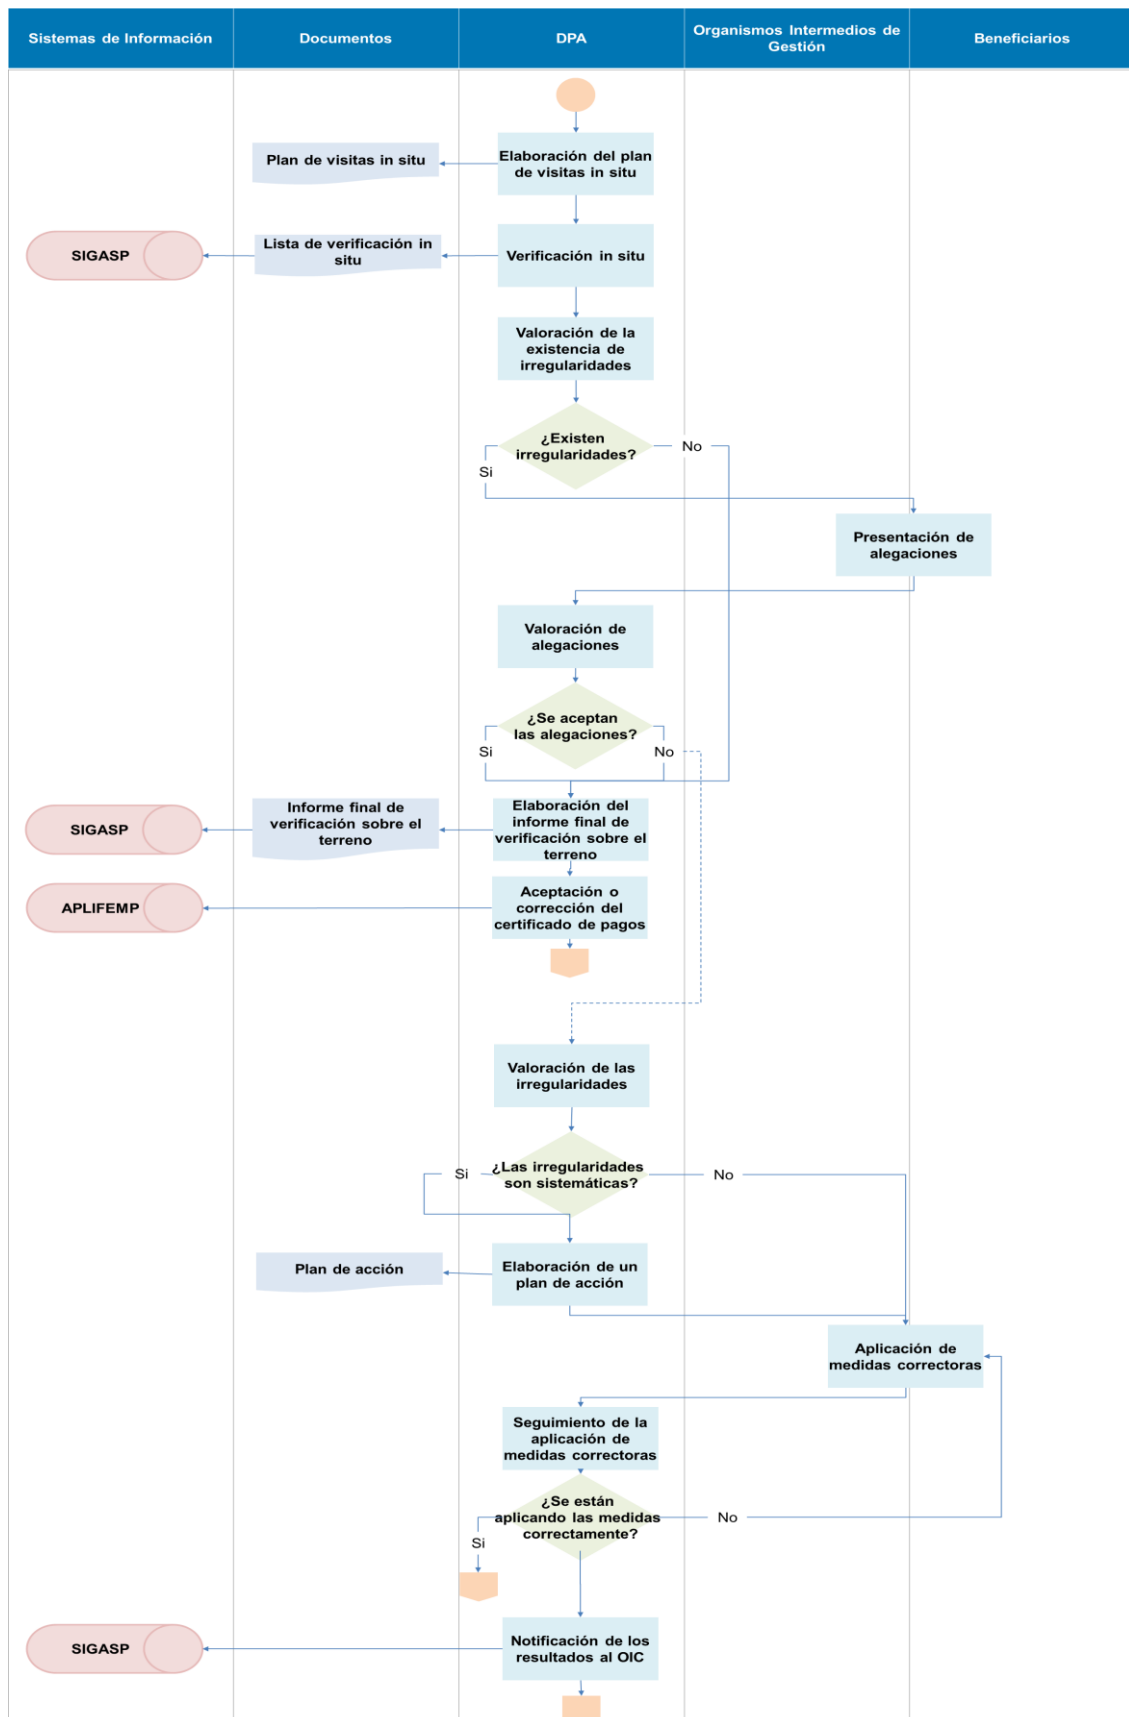 Sistemas de Información
Documentos
DPA
Organismos Intermedios de
Gestión
Beneficiarios
Plan de visitas in situ
Elaboración del plan
de visitas in situ
SIGASP
Lista de verificación in
situ
Verificación in situ
Valoración de la
existencia de
irregularidades
¿Existen
irregularidades?
No
Si
Presentación de
alegaciones
Valoración de
alegaciones
¿Se aceptan
las alegaciones?
Si
No
SIGASP
Informe final de
verificación sobre el
terreno
Elaboración del
informe final de
verificación sobre el
terreno
APLIFEMP
Aceptación o
corrección del
certificado de pagos
Valoración de las
irregularidades
Si
¿Las irregularidades
son sistemáticas?
No
Plan de acción
Elaboración de un
plan de acción
Aplicación de
medidas correctoras
Seguimiento de la
aplicación de
medidas correctoras
¿Se están
aplicando las medidas
correctamente?
No
Si
SIGASP
Notificación de los
resultados al OIC